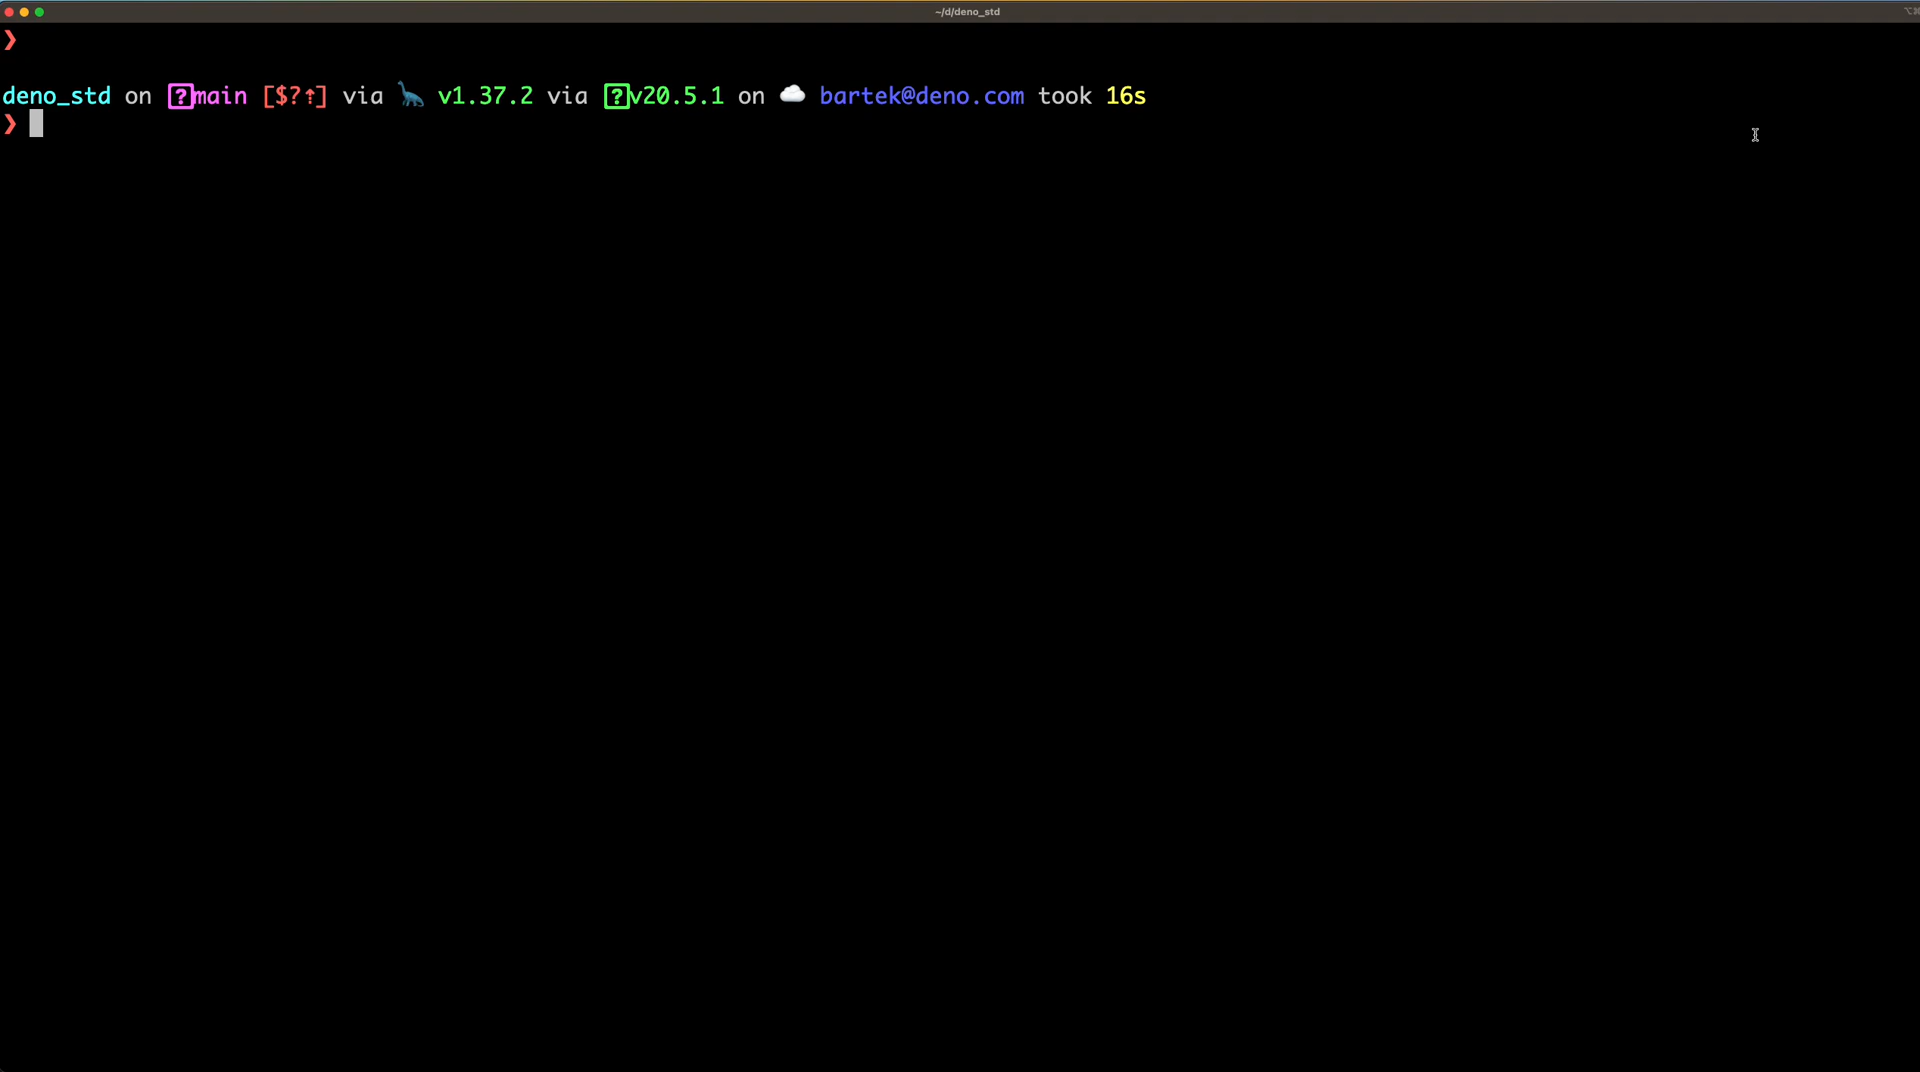 ~/d/deno_std
❯
deno_std on main [$?⇡] via 🦕 v1.37.2 via v20.5.1 on ☁️ bartek@deno.com took 16s
❯